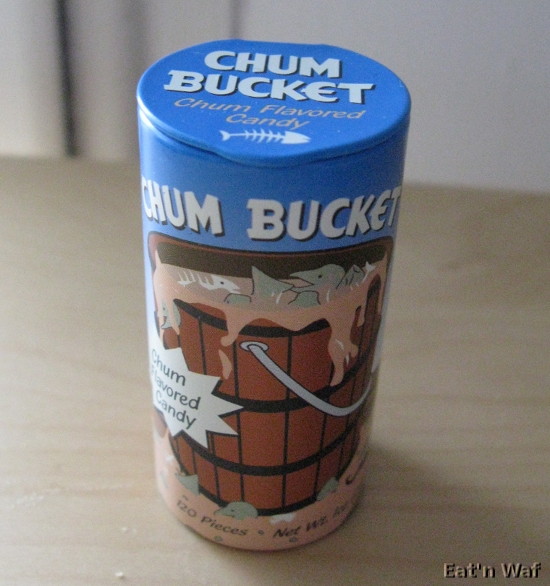 CHUM
BUCKET
Chum Flavored
Candy
CHUM BUCKET
Chum
Flavored
Candy
120 Pieces • Net Wt.
Eat'n Waf